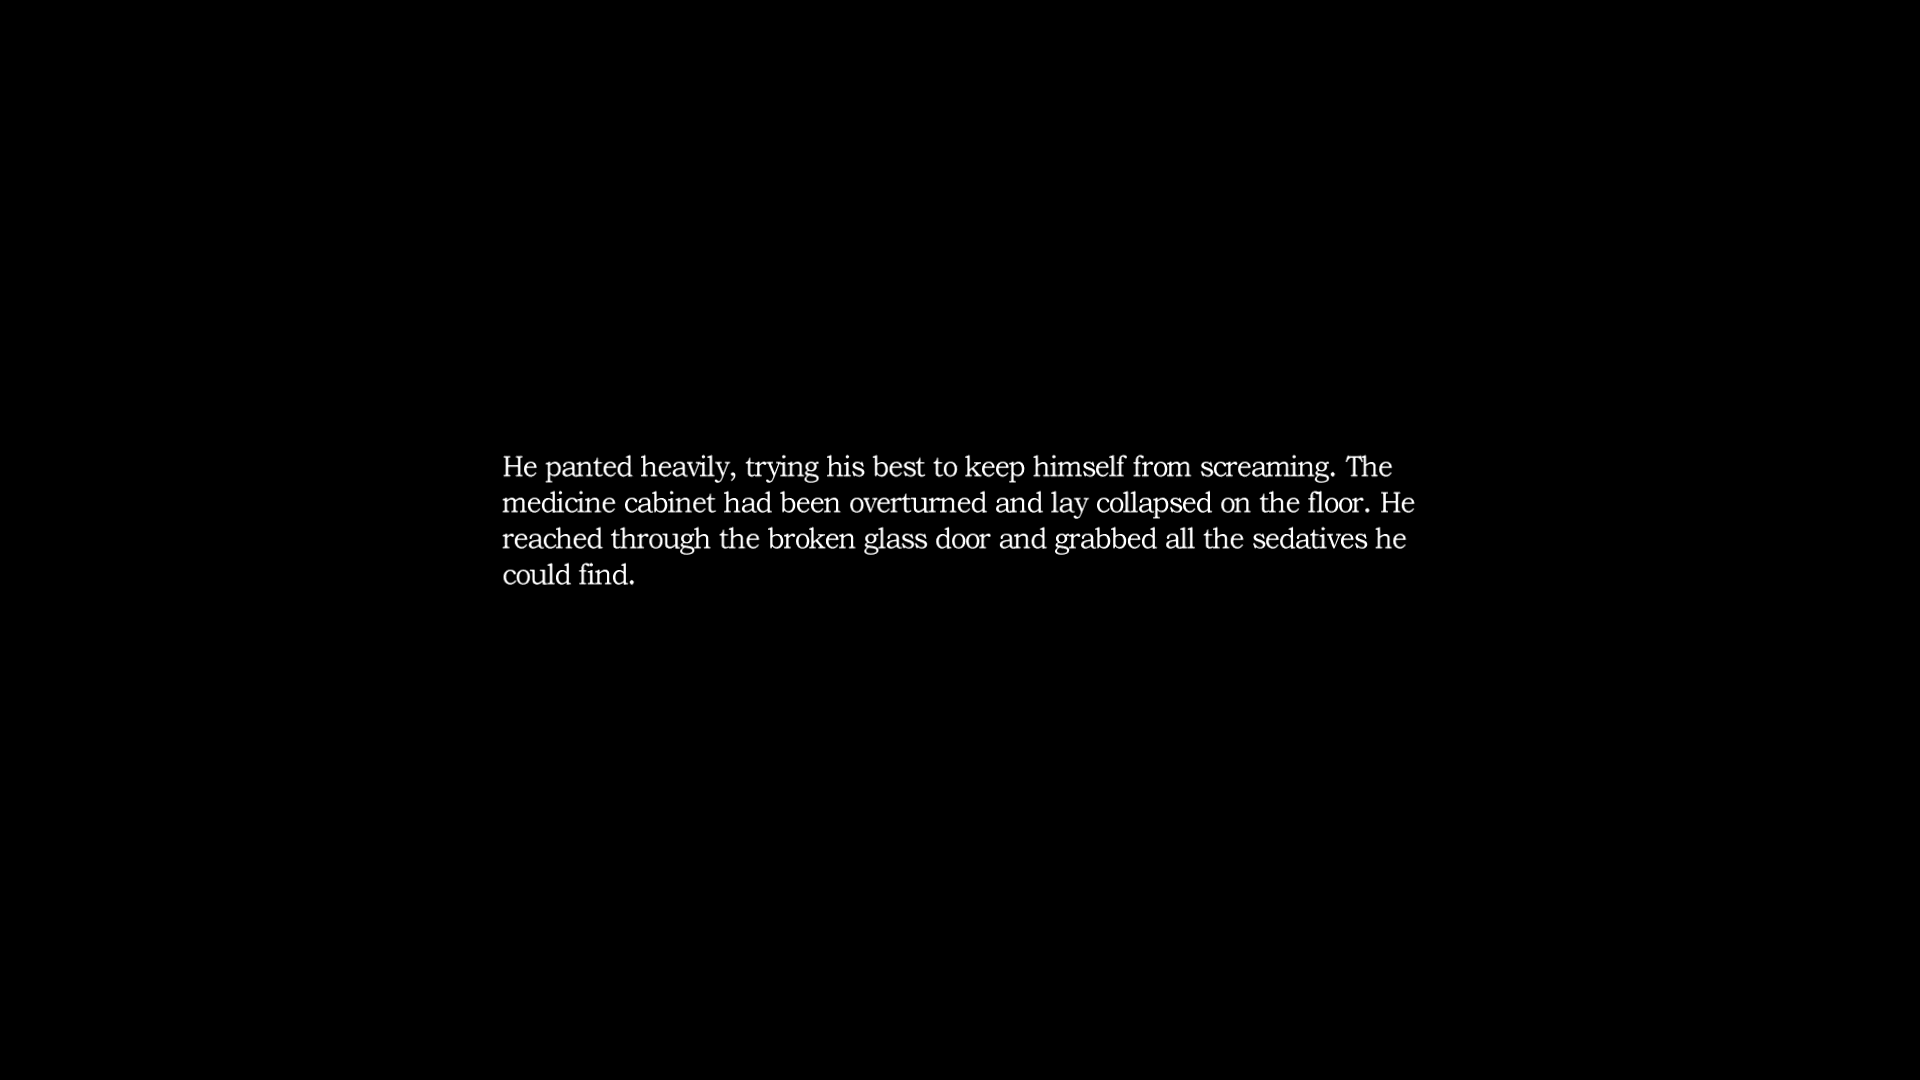 He panted heavily, trying his best to keep himself from screaming. The
medicine cabinet had been overturned and lay collapsed on the floor. He
reached through the broken glass door and grabbed all the sedatives he
could find.